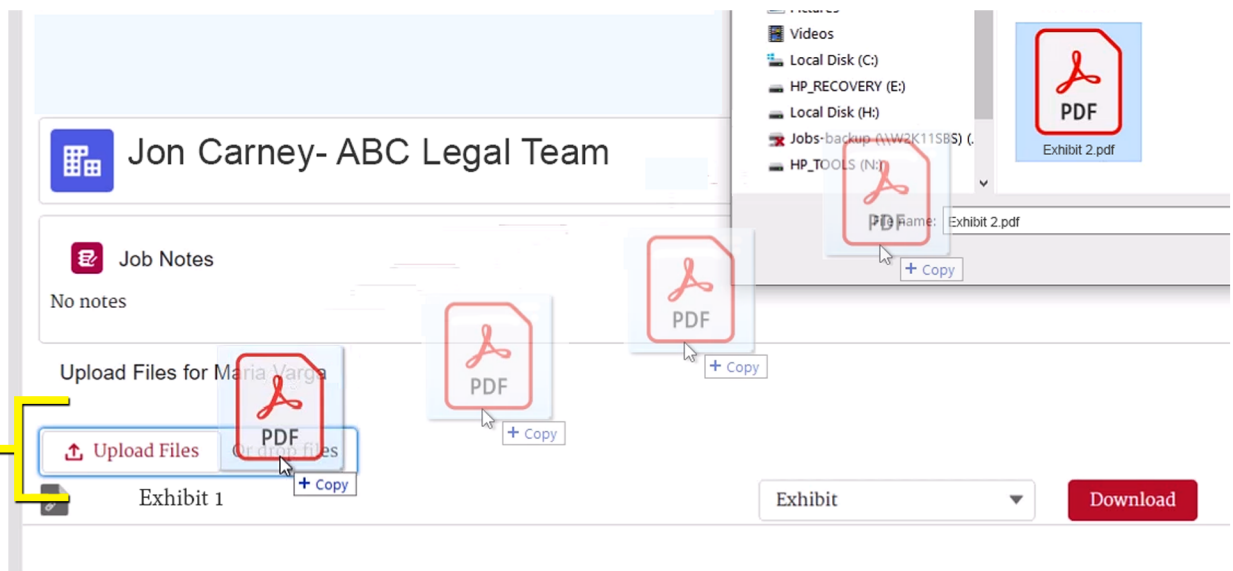 Pictures
Videos
Local Disk (C:)
HP_RECOVERY (E:)
Local Disk (H:)
Jobs-backup (\\W2K11SBS) (.
HP_TOOLS (N:)
PDF
Exhibit 2.pdf
File name: Exhibit 2.pdf
PDF
+ Copy
Jon Carney- ABC Legal Team
Job Notes
No notes
PDF
+ Copy
PDF
+ Copy
Upload Files for Maria Varga
Upload Files Or drop files
PDF
+ Copy
Exhibit 1 Exhibit Download